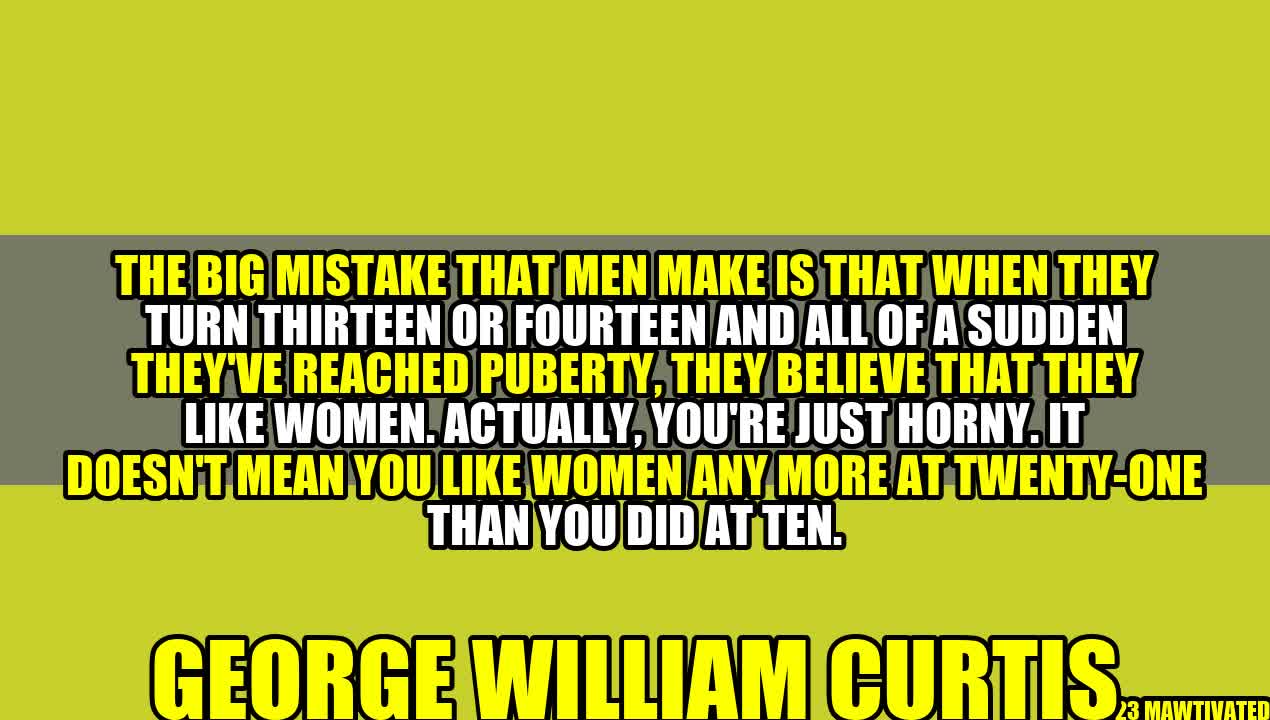 THE BIG MISTAKE THAT MEN MAKE IS THAT WHEN THEY
TURN THIRTEEN OR FOURTEEN AND ALL OF A SUDDEN
THEY'VE REACHED PUBERTY, THEY BELIEVE THAT THEY
LIKE WOMEN. ACTUALLY, YOU'RE JUST HORNY. IT
DOESN'T MEAN YOU LIKE WOMEN ANY MORE AT TWENTY-ONE
THAN YOU DID AT TEN.
GEORGE WILLIAM CURTIS
23 MAWTIVATED